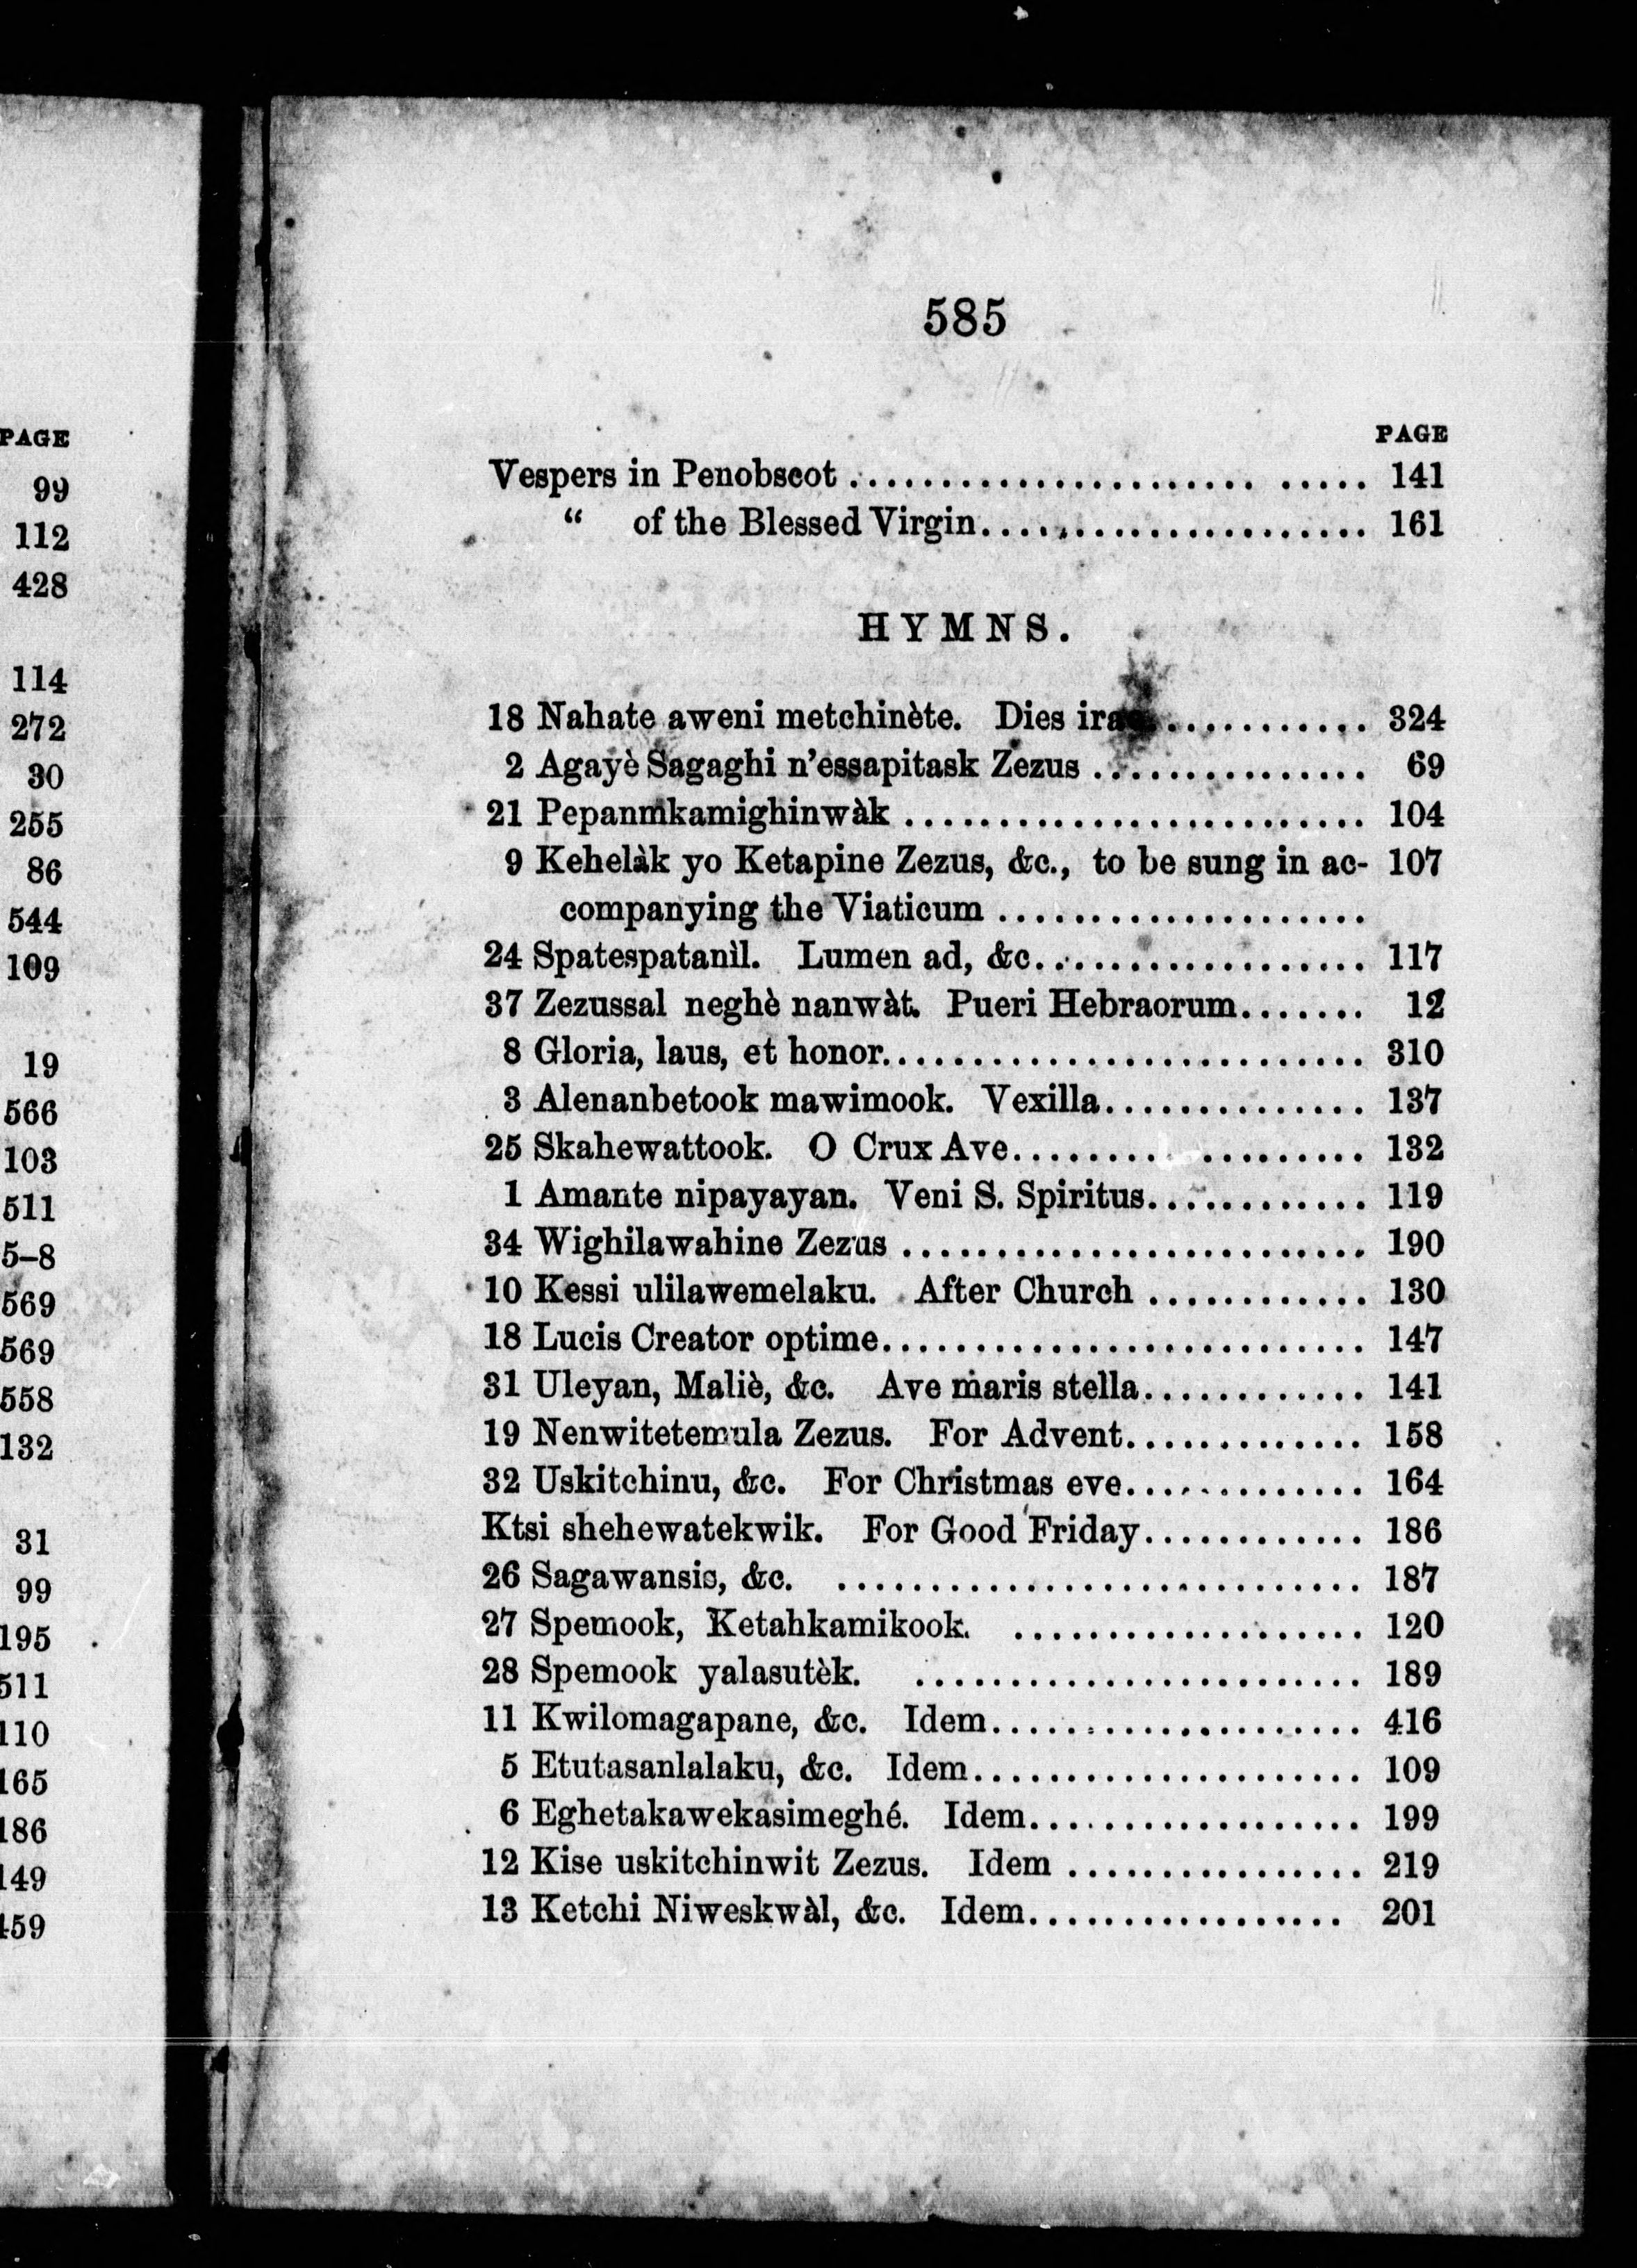 PAGE
99
112
428
114
272
30
255
86
544
109
19
566
103
511
5-8
569
569
558
132
31
99
195
511
110
165
186
149
159
585
PAGE
Vespers in Penobscot ........................... 141
“ of the Blessed Virgin..................... 161
HYMNS.
18 Nahate aweni metchinète. Dies irae............ 324
2 Agayè Sagaghi n'essapitask Zezus ............... 69
21 Pepanmkamighinwàk ......................... 104
9 Kehelàk yo Ketapine Zezus, &c., to be sung in ac- 107
companying the Viaticum ....................
24 Spatespatanìl. Lumen ad, &c.................. 117
37 Zezussal neghè nanwàt. Pueri Hebraorum....... 12
8 Gloria, laus, et honor.......................... 310
3 Alenanbetook mawimook. Vexilla.............. 137
25 Skahewattook. O Crux Ave................... 132
1 Amante nipayayan. Veni S. Spiritus............ 119
34 Wighilawahine Zezus ......................... 190
10 Kessi ulilawemelaku. After Church ............ 130
18 Lucis Creator optime.......................... 147
31 Uleyan, Maliè, &c. Ave maris stella............ 141
19 Nenwitetemula Zezus. For Advent............. 158
32 Uskitchinu, &c. For Christmas eve............. 164
Ktsi shehewatekwik. For Good Friday............ 186
26 Sagawansis, &c. ............................ 187
27 Spemook, Ketahkamikook. ................... 120
28 Spemook yalasutèk. ........................ 189
11 Kwilomagapane, &c. Idem.................... 416
5 Etutasanlalaku, &c. Idem..................... 109
6 Eghetakawekasimeghé. Idem.................. 199
12 Kise uskitchinwit Zezus. Idem ................ 219
13 Ketchi Niweskwàl, &c. Idem................. 201